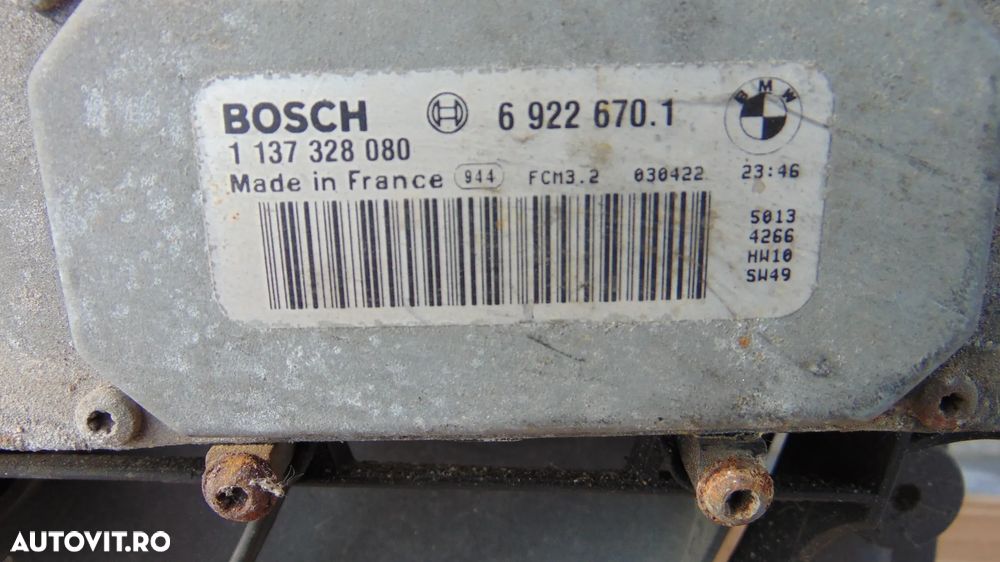 BOSCH 6 922 670.1 BMW
1 137 328 080
Made in France 944 FCM3.2 030422 23:46
5013
4266
HW10
SW49
AUTOVIT.RO